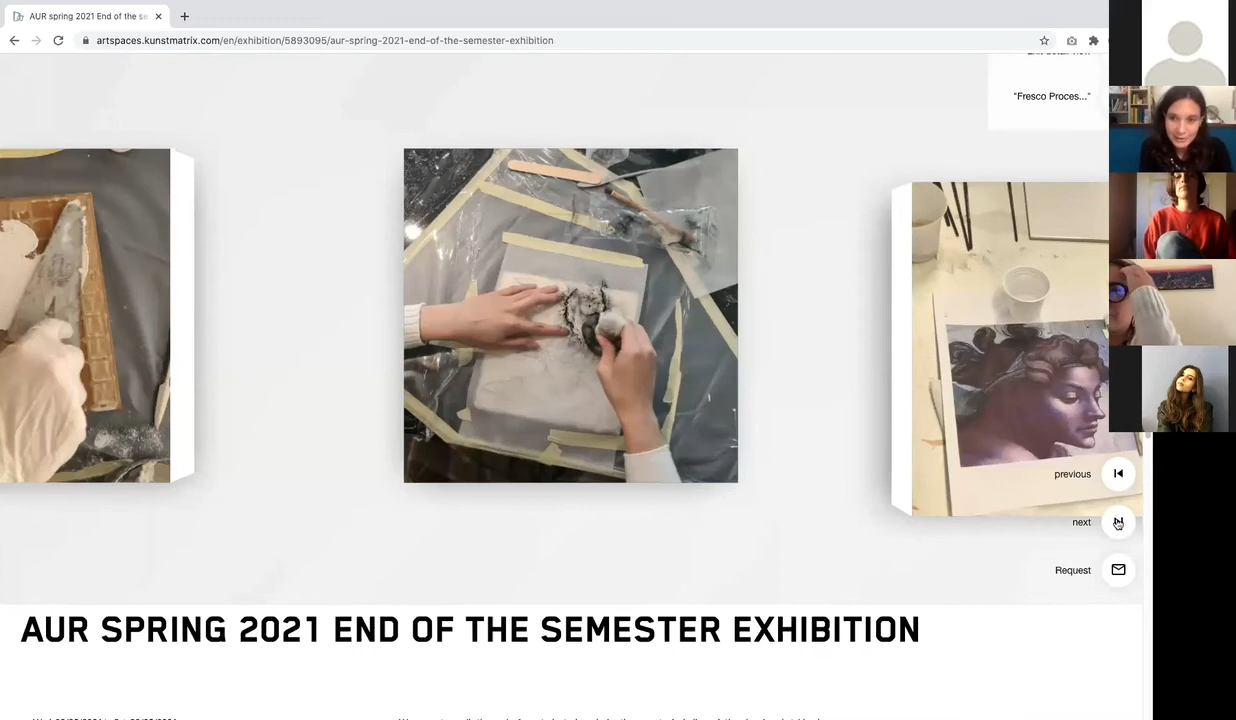 AUR spring 2021 End of the se
artspaces.kunstmatrix.com/en/exhibition/5893095/aur-spring-2021-end-of-the-semester-exhibition
"Fresco Proces..."
previous
next
Request
AUR SPRING 2021 END OF THE SEMESTER EXHIBITION